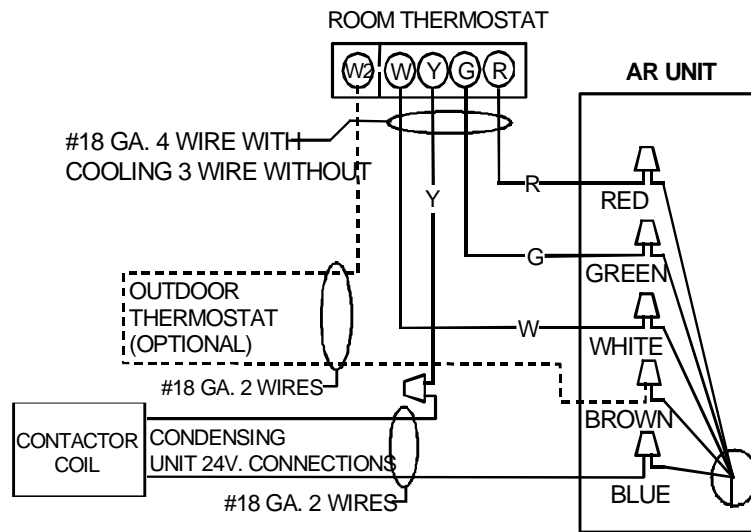 ROOM THERMOSTAT
W2 W Y G R
AR UNIT
#18 GA. 4 WIRE WITH
COOLING 3 WIRE WITHOUT
Y
R
RED
G
GREEN
OUTDOOR
THERMOSTAT
(OPTIONAL)
W
WHITE
#18 GA. 2 WIRES
BROWN
CONTACTOR
COIL
CONDENSING
UNIT 24V. CONNECTIONS
BLUE
#18 GA. 2 WIRES